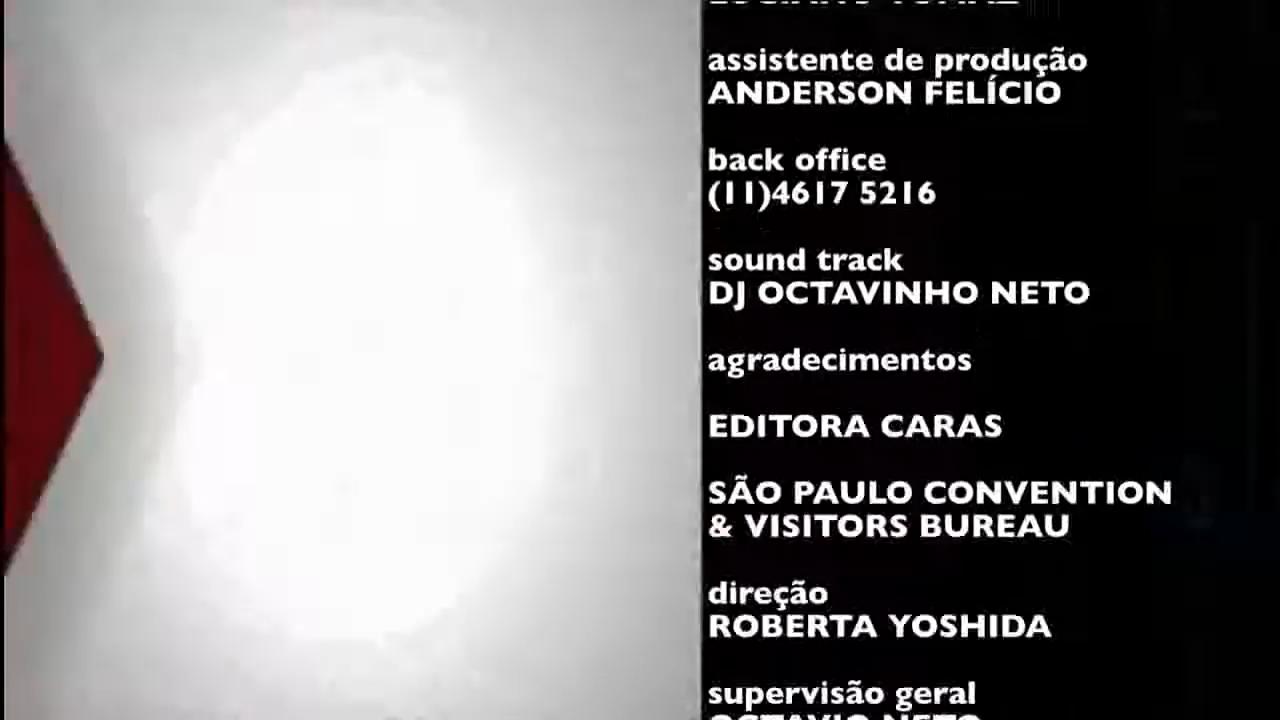 assistente de produção
ANDERSON FELÍCIO
back office
(11)4617 5216
sound track
DJ OCTAVINHO NETO
agradecimentos
EDITORA CARAS
SÃO PAULO CONVENTION
& VISITORS BUREAU
direção
ROBERTA YOSHIDA
supervisão geral